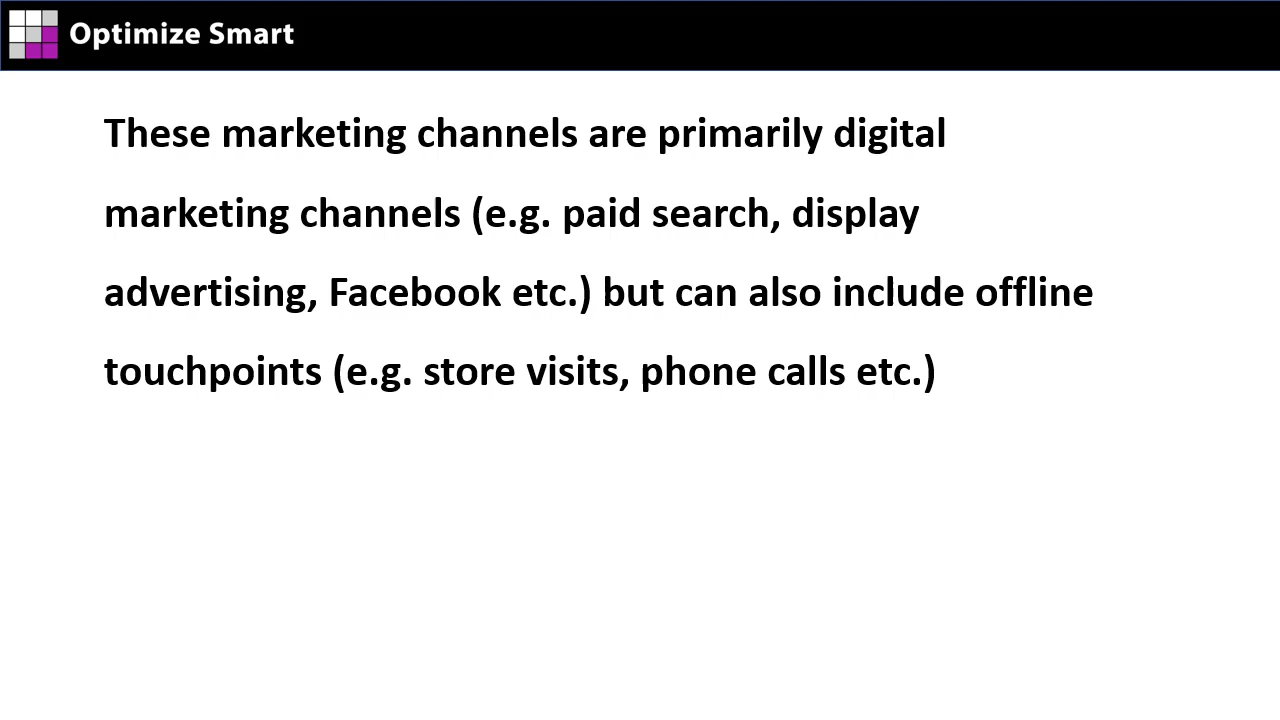 Optimize Smart
These marketing channels are primarily digital
marketing channels (e.g. paid search, display
advertising, Facebook etc.) but can also include offline
touchpoints (e.g. store visits, phone calls etc.)